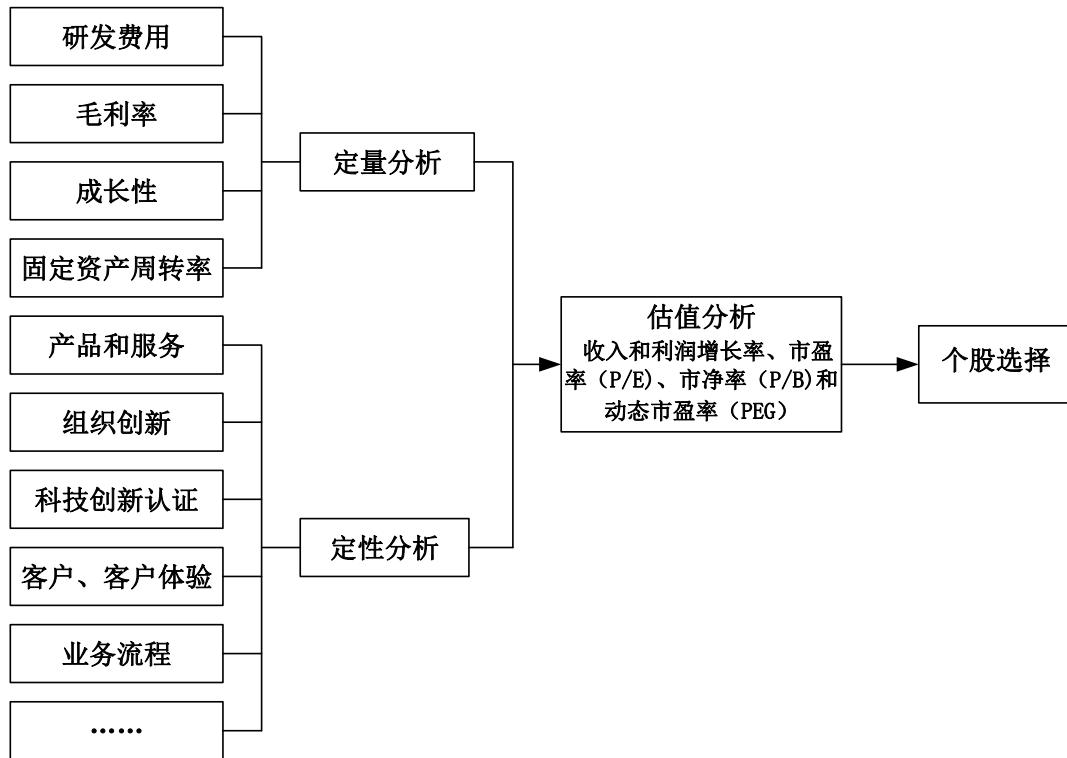 研发费用
毛利率
成长性
固定资产周转率
产品和服务
组织创新
科技创新认证
客户、客户体验
业务流程
……
定量分析
定性分析
估值分析
收入和利润增长率、市盈
率（P/E）、市净率（P/B)和
动态市盈率（PEG）
个股选择